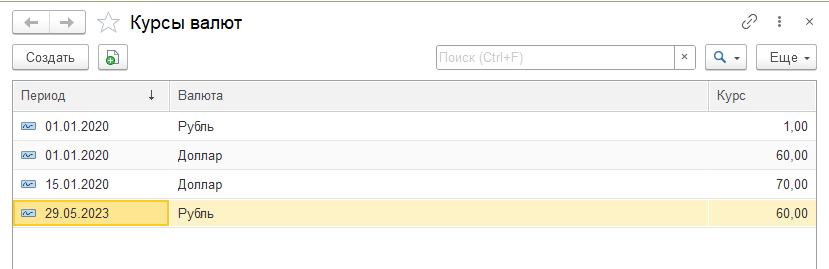 Курсы валют
Создать
Поиск (Ctrl+F)
×
Еще
Период ↓ Валюта Курс
01.01.2020 Рубль 1,00
01.01.2020 Доллар 60,00
15.01.2020 Доллар 70,00
29.05.2023 Рубль 60,00